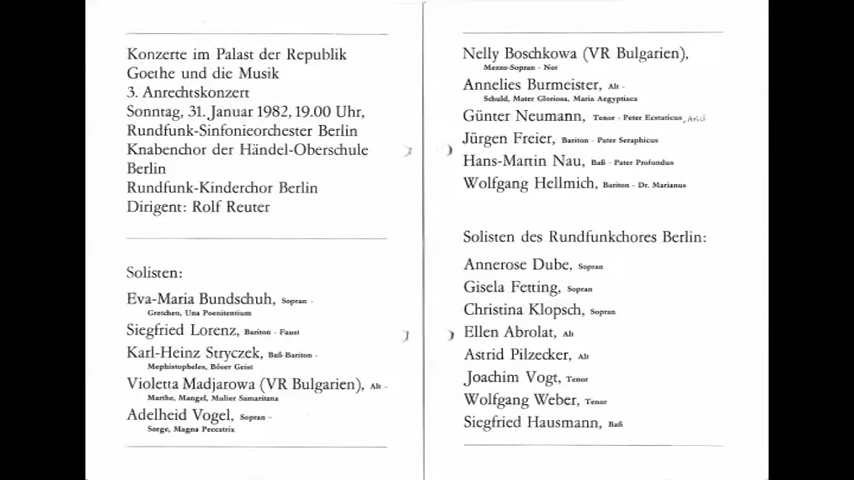 Konzerte im Palast der Republik
Goethe und die Musik
3. Anrechtskonzert
Sonntag, 31. Januar 1982, 19.00 Uhr,
Rundfunk-Sinfonieorchester Berlin
Knabenchor der Händel-Oberschule
Berlin
Rundfunk-Kinderchor Berlin
Dirigent: Rolf Reuter
Solisten:
Eva-Maria Bundschuh, Sopran -
Gretchen, Una Poenitentium
Siegfried Lorenz, Bariton - Faust
Karl-Heinz Stryczek, Baß-Bariton -
Mephistopheles, Böser Geist
Violetta Madjarowa (VR Bulgarien), Alt -
Marthe, Mangel, Mulier Samaritana
Adelheid Vogel, Sopran -
Sorge, Magna Peccatrix
Nelly Boschkowa (VR Bulgarien),
Mezzo-Sopran - Not
Annelies Burmeister, Alt -
Schuld, Mater Gloriosa, Maria Aegyptiaca
Günter Neumann, Tenor - Peter Ecstaticus
Jürgen Freier, Bariton - Pater Seraphicus
Hans-Martin Nau, Baß - Pater Profundus
Wolfgang Hellmich, Bariton - Dr. Marianus
Solisten des Rundfunkchores Berlin:
Annerose Dube, Sopran
Gisela Fetting, Sopran
Christina Klopsch, Sopran
Ellen Abrolat, Alt
Astrid Pilzecker, Alt
Joachim Vogt, Tenor
Wolfgang Weber, Tenor
Siegfried Hausmann, Baß